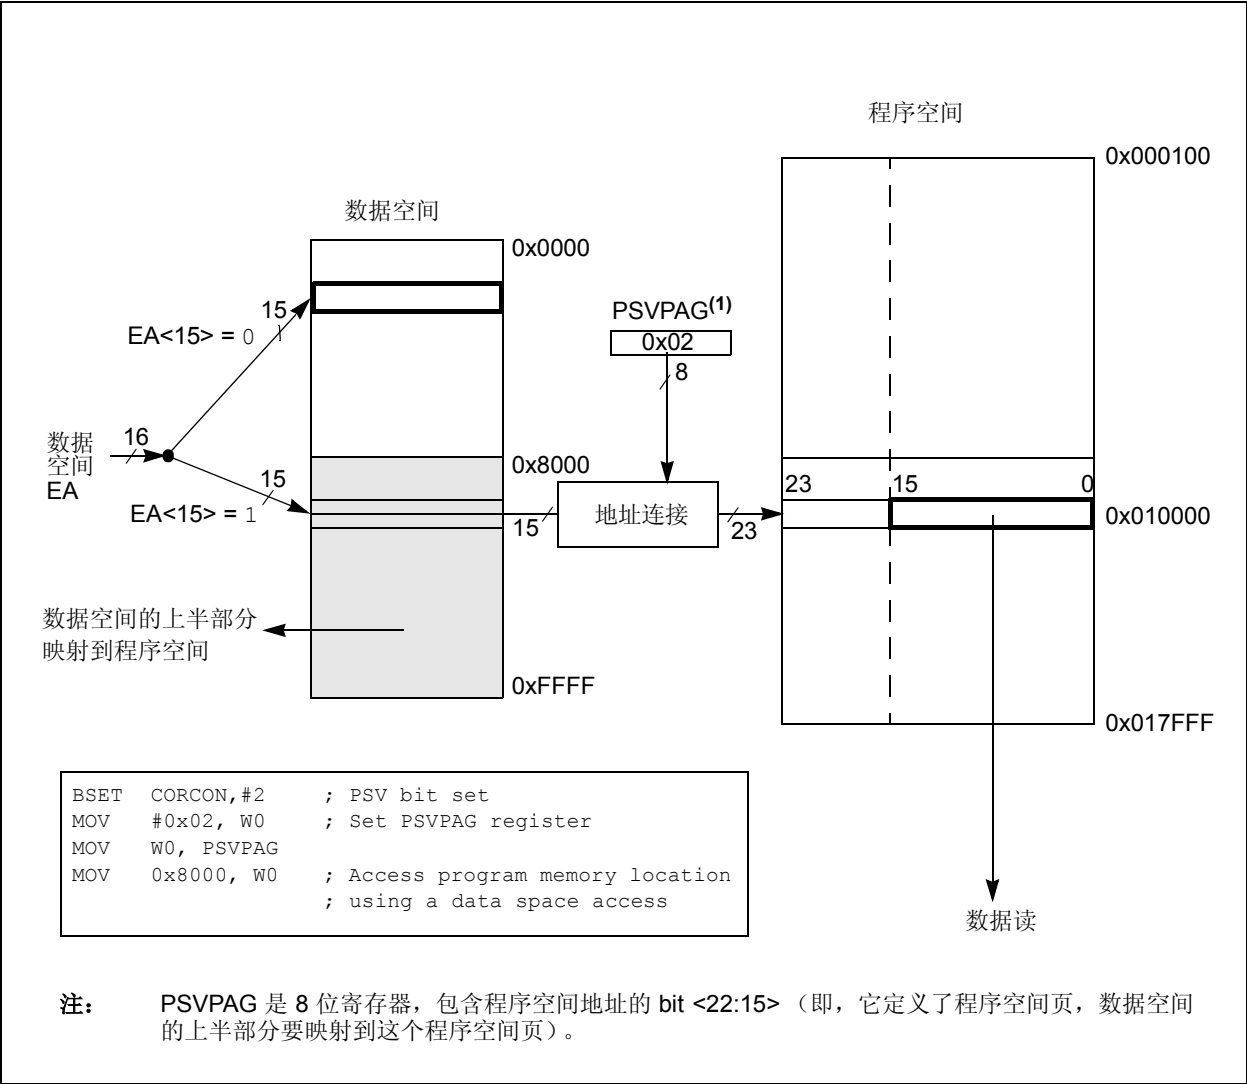 程序空间
0x000100
数据空间
0x0000
15
EA<15> = 0
PSVPAG(1)
0x02
8
16
数据
空间
EA
0x8000
15
EA<15> = 1
15
地址连接
23
23
15
0
0x010000
数据空间的上半部分
映射到程序空间
0xFFFF
0x017FFF
BSET CORCON,#2 ; PSV bit set
MOV #0x02, W0 ; Set PSVPAG register
MOV W0, PSVPAG
MOV 0x8000, W0 ; Access program memory location
; using a data space access
数据读
注： PSVPAG 是 8 位寄存器，包含程序空间地址的 bit <22:15> （即，它定义了程序空间页，数据空间
的上半部分要映射到这个程序空间页）。